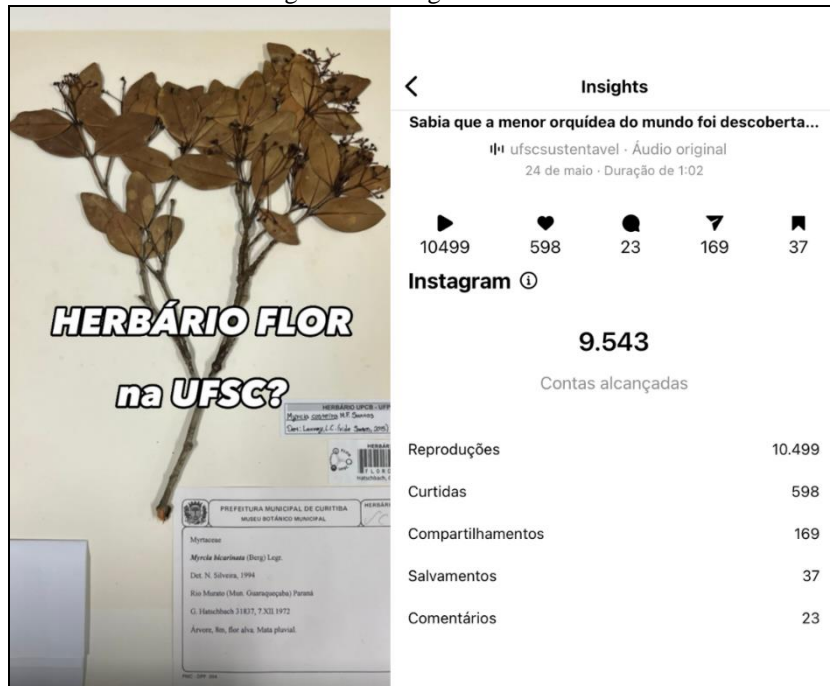 HERBÁRIO FLOR
na UFSC?
HERBÁRIO UPCB - UFP
Myrcia
PREFEITURA MUNICIPAL DE CURITIBA
MUSEU BOTÂNICO MUNICIPAL
Myrtaceae
Myrcia bicarinata (Berg) Legr.
Det. N. Silveira, 1994
Rio Murato (Mun. Guaraqueçaba) Paraná
G. Hatschbach 31837, 7.XII.1972
Árvore, 8m, flor alva. Mata pluvial.
Insights
Sabia que a menor orquídea do mundo foi descoberta...
ufscsustentavel · Áudio original
24 de maio · Duração de 1:02
10499 598 23 169 37
Instagram
9.543
Contas alcançadas
Reproduções 10.499
Curtidas 598
Compartilhamentos 169
Salvamentos 37
Comentários 23